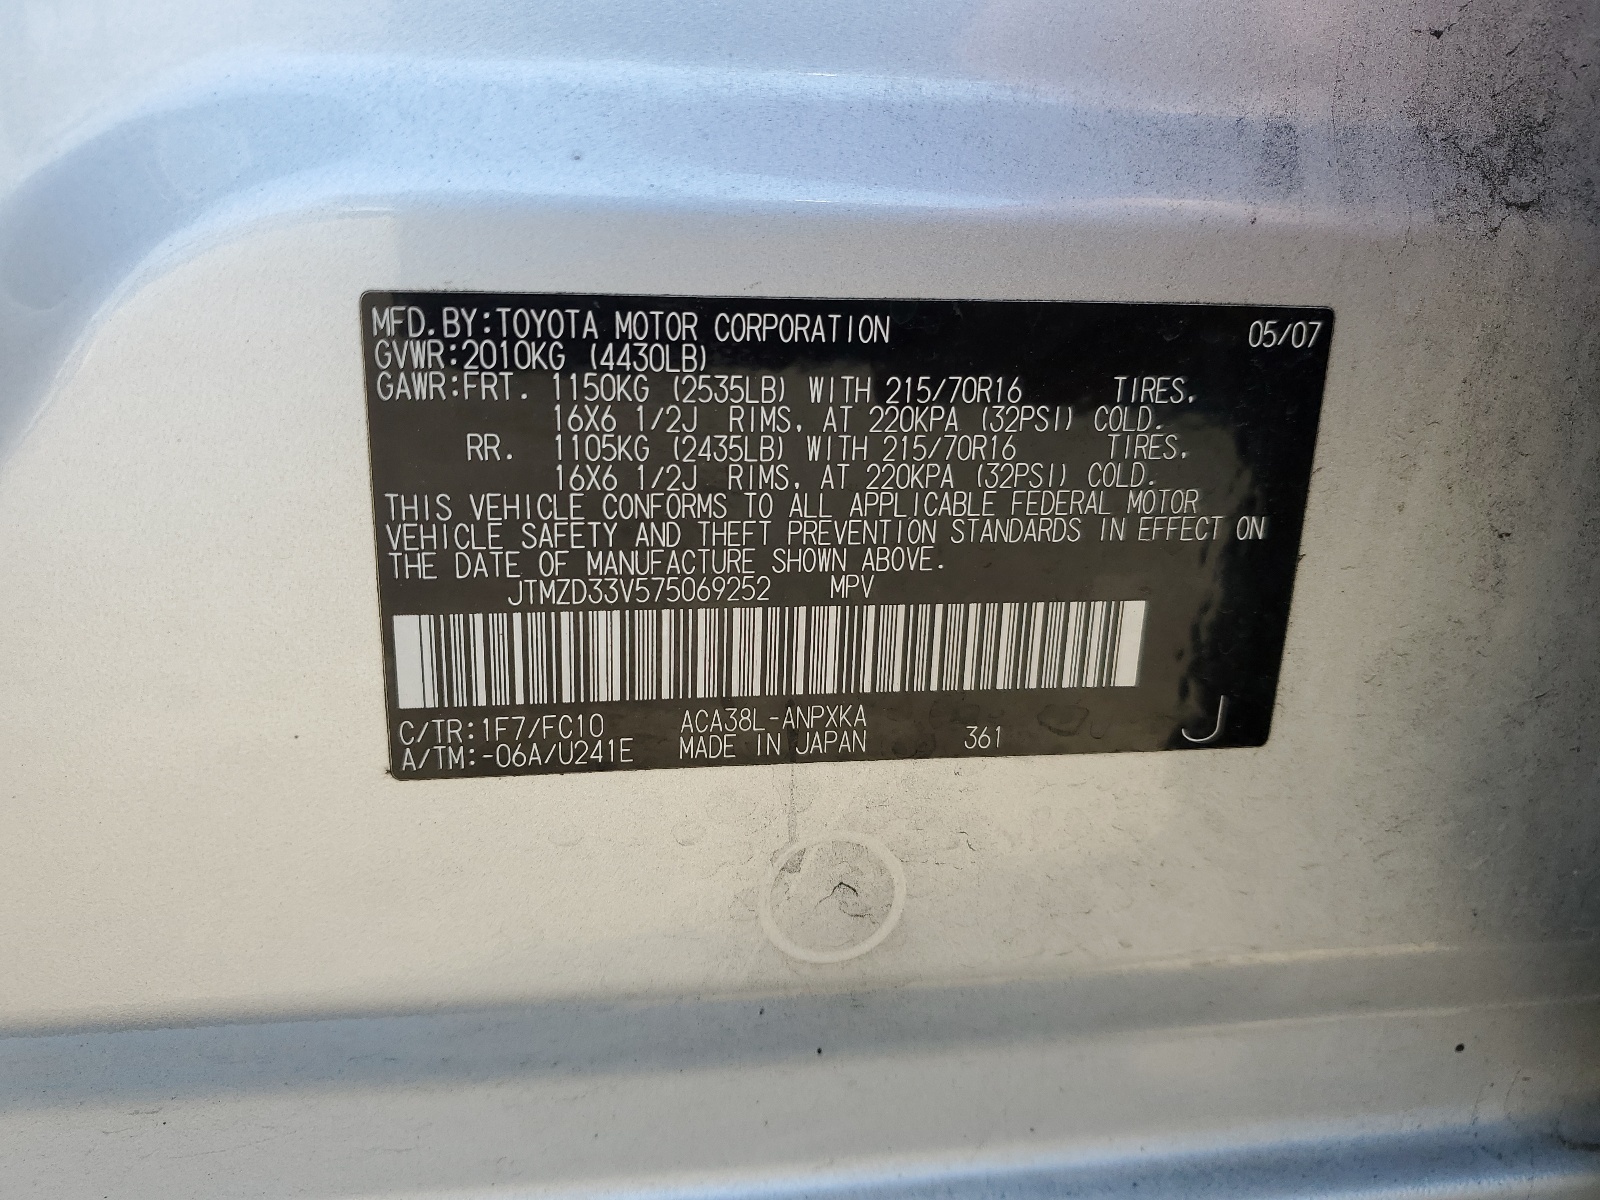 MFD.BY:TOYOTA MOTOR CORPORATION 05/07
GVWR:2010KG (4430LB)
GAWR:FRT. 1150KG (2535LB) WITH 215/70R16 TIRES,
16X6 1/2J RIMS, AT 220KPA (32PSI) COLD.
RR. 1105KG (2435LB) WITH 215/70R16 TIRES,
16X6 1/2J RIMS, AT 220KPA (32PSI) COLD.
THIS VEHICLE CONFORMS TO ALL APPLICABLE FEDERAL MOTOR
VEHICLE SAFETY AND THEFT PREVENTION STANDARDS IN EFFECT ON
THE DATE OF MANUFACTURE SHOWN ABOVE.
JTMZD33V575069252 MPV
C/TR:1F7/FC10 ACA38L-ANPXKA
A/TM:-06A/U241E MADE IN JAPAN 361 J